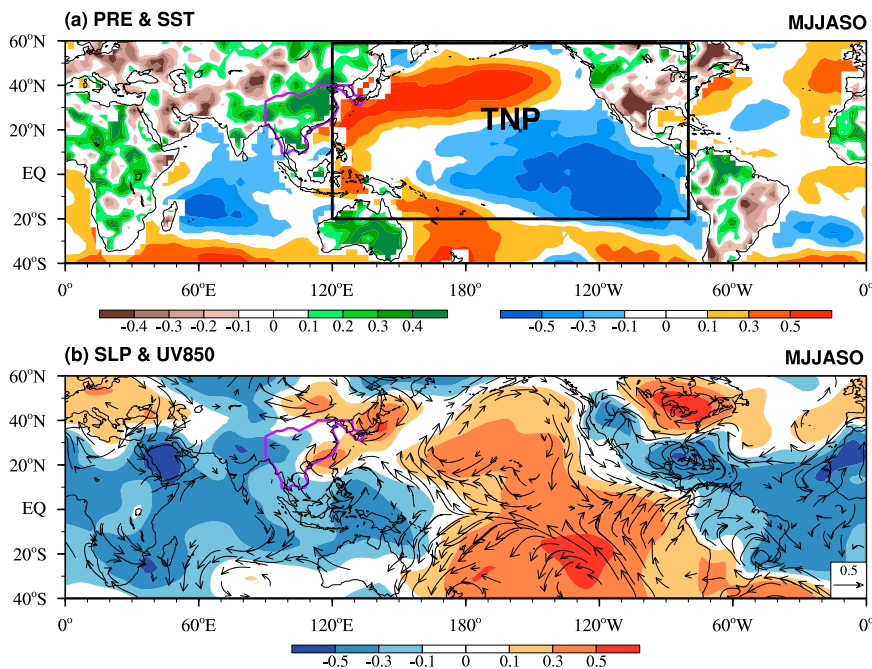 (a) PRE & SST MJJASO
60°N
40°N
20°N
EQ
20°S
40°S
TNP
0° 60°E 120°E 180° 120°W 60°W 0°
-0.4 -0.3 -0.2 -0.1 0 0.1 0.2 0.3 0.4
-0.5 -0.3 -0.1 0 0.1 0.3 0.5
(b) SLP & UV850 MJJASO
60°N
40°N
20°N
EQ
20°S
40°S
0.5
0° 60°E 120°E 180° 120°W 60°W 0°
-0.5 -0.3 -0.1 0 0.1 0.3 0.5